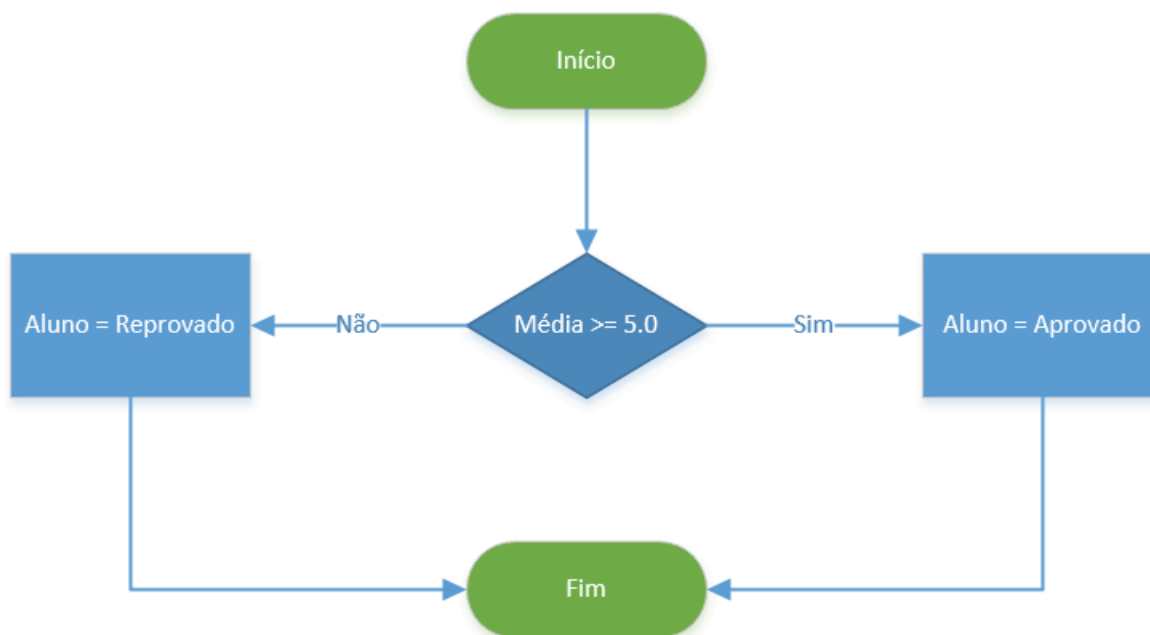 Início
Aluno = Reprovado
Não
Média >= 5.0
Sim
Aluno = Aprovado
Fim